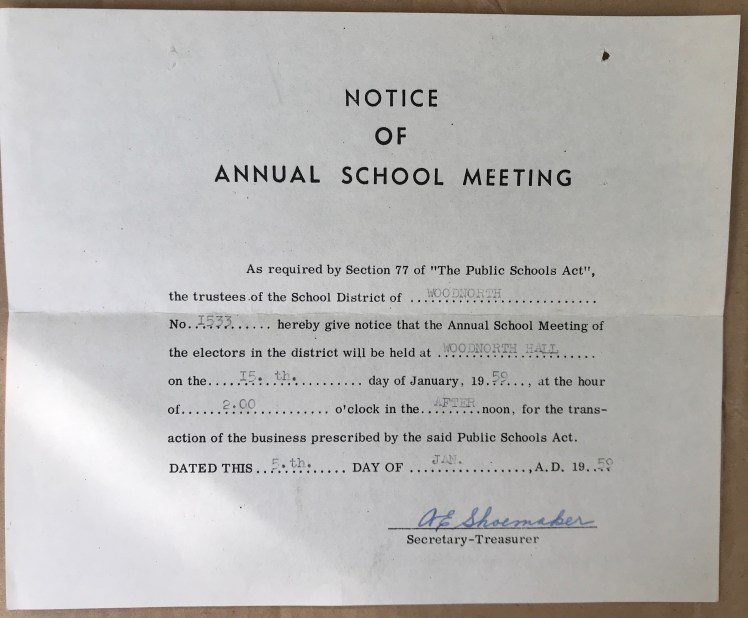 NOTICE
OF
ANNUAL SCHOOL MEETING
As required by Section 77 of "The Public Schools Act",
the trustees of the School District of ..WOODNORTH..........................
No..I533....... hereby give notice that the Annual School Meeting of
the electors in the district will be held at ..WOODNORTH HALL......
on the.....I5. th............. day of January, 19.59..., at the hour
of.......2.00............ o'clock in the..AFTER..noon, for the trans-
action of the business prescribed by the said Public Schools Act.
DATED THIS...5.th...... DAY OF ....JAN............., A.D. 19..59
AE Shoemaker
Secretary-Treasurer